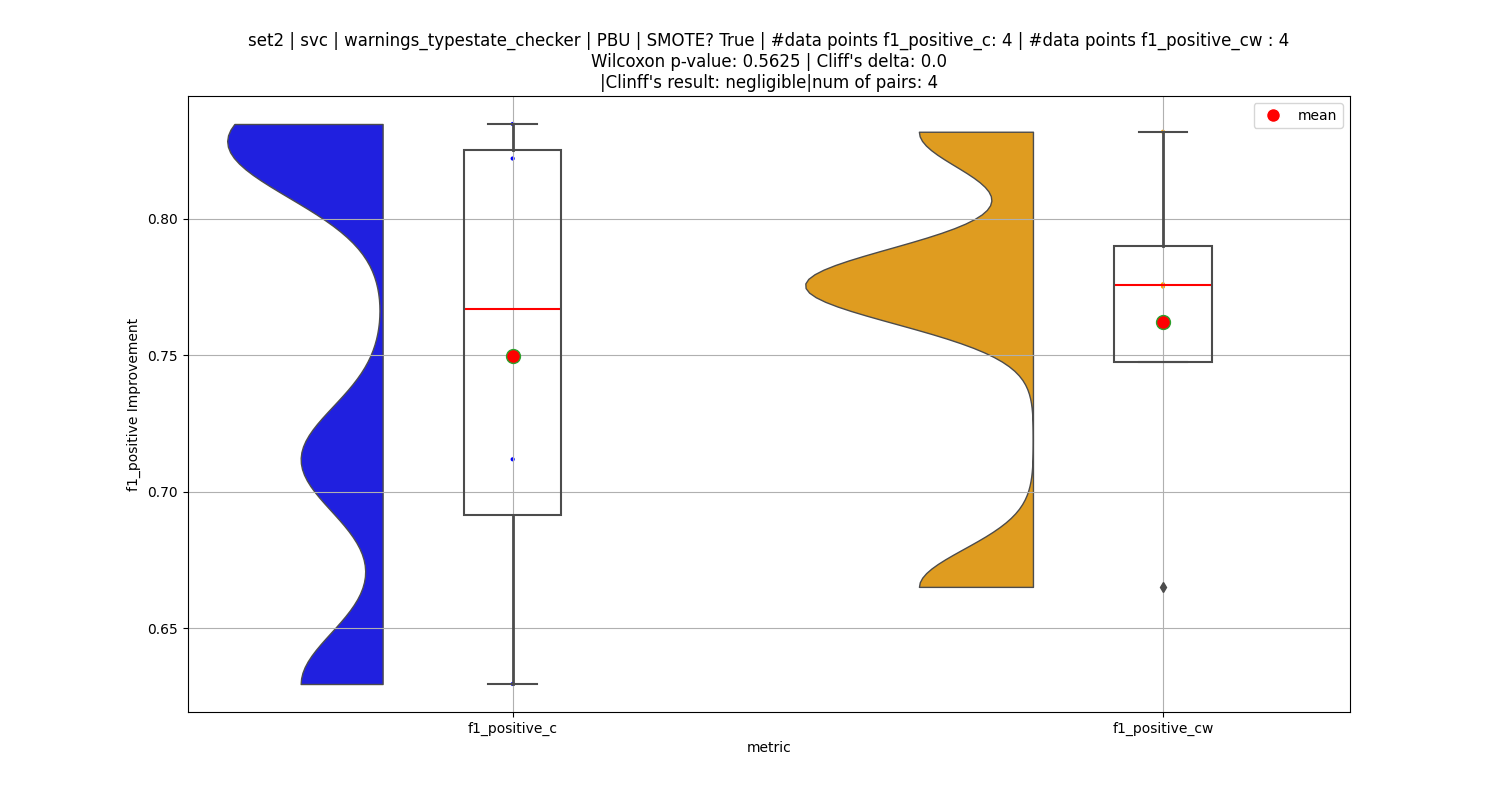 set2 | svc | warnings_typestate_checker | PBU | SMOTE? True | #data points f1_positive_c: 4 | #data points f1_positive_cw : 4
Wilcoxon p-value: 0.5625 | Cliff's delta: 0.0
|Clinff's result: negligible|num of pairs: 4
mean
f1_positive Improvement
0.80
0.75
0.70
0.65
f1_positive_c
f1_positive_cw
metric